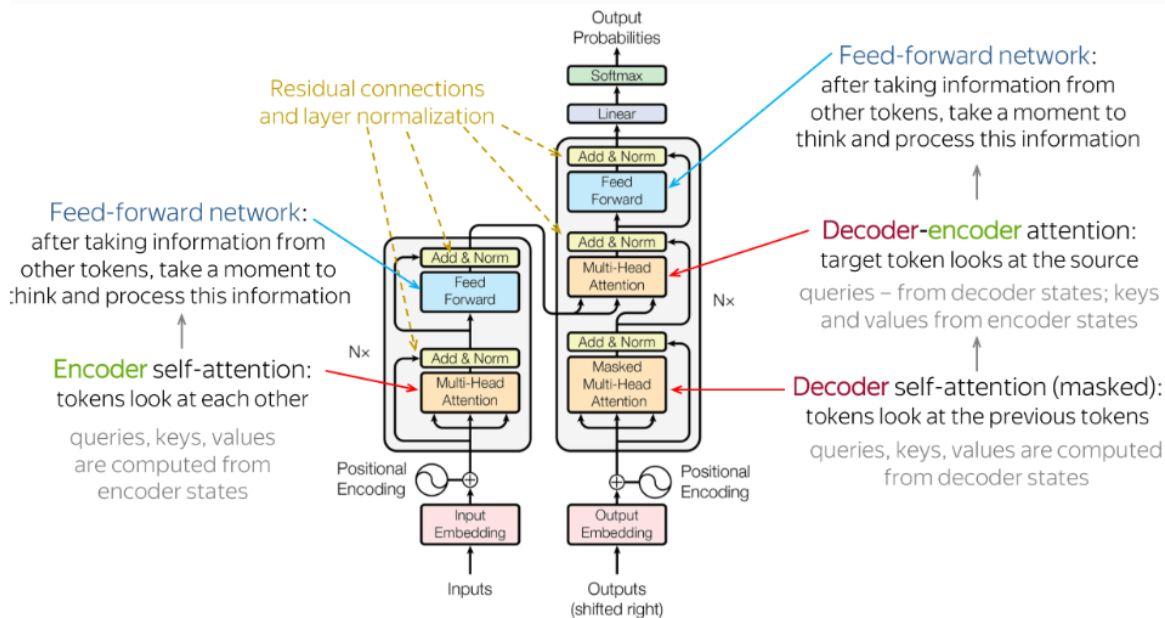 Output
Probabilities
Softmax
Linear
Add & Norm
Feed
Forward
Add & Norm
Multi-Head
Attention
Add & Norm
Masked
Multi-Head
Attention
Nx
Positional
Encoding
Output
Embedding
Outputs
(shifted right)
Residual connections
and layer normalization
Feed-forward network:
after taking information from
other tokens, take a moment to
think and process this information
Encoder self-attention:
tokens look at each other
queries, keys, values
are computed from
encoder states
Add & Norm
Feed
Forward
Nx
Add & Norm
Multi-Head
Attention
Positional
Encoding
Input
Embedding
Inputs
Feed-forward network:
after taking information from
other tokens, take a moment to
think and process this information
Decoder-encoder attention:
target token looks at the source
queries – from decoder states; keys
and values from encoder states
Decoder self-attention (masked):
tokens look at the previous tokens
queries, keys, values are computed
from decoder states